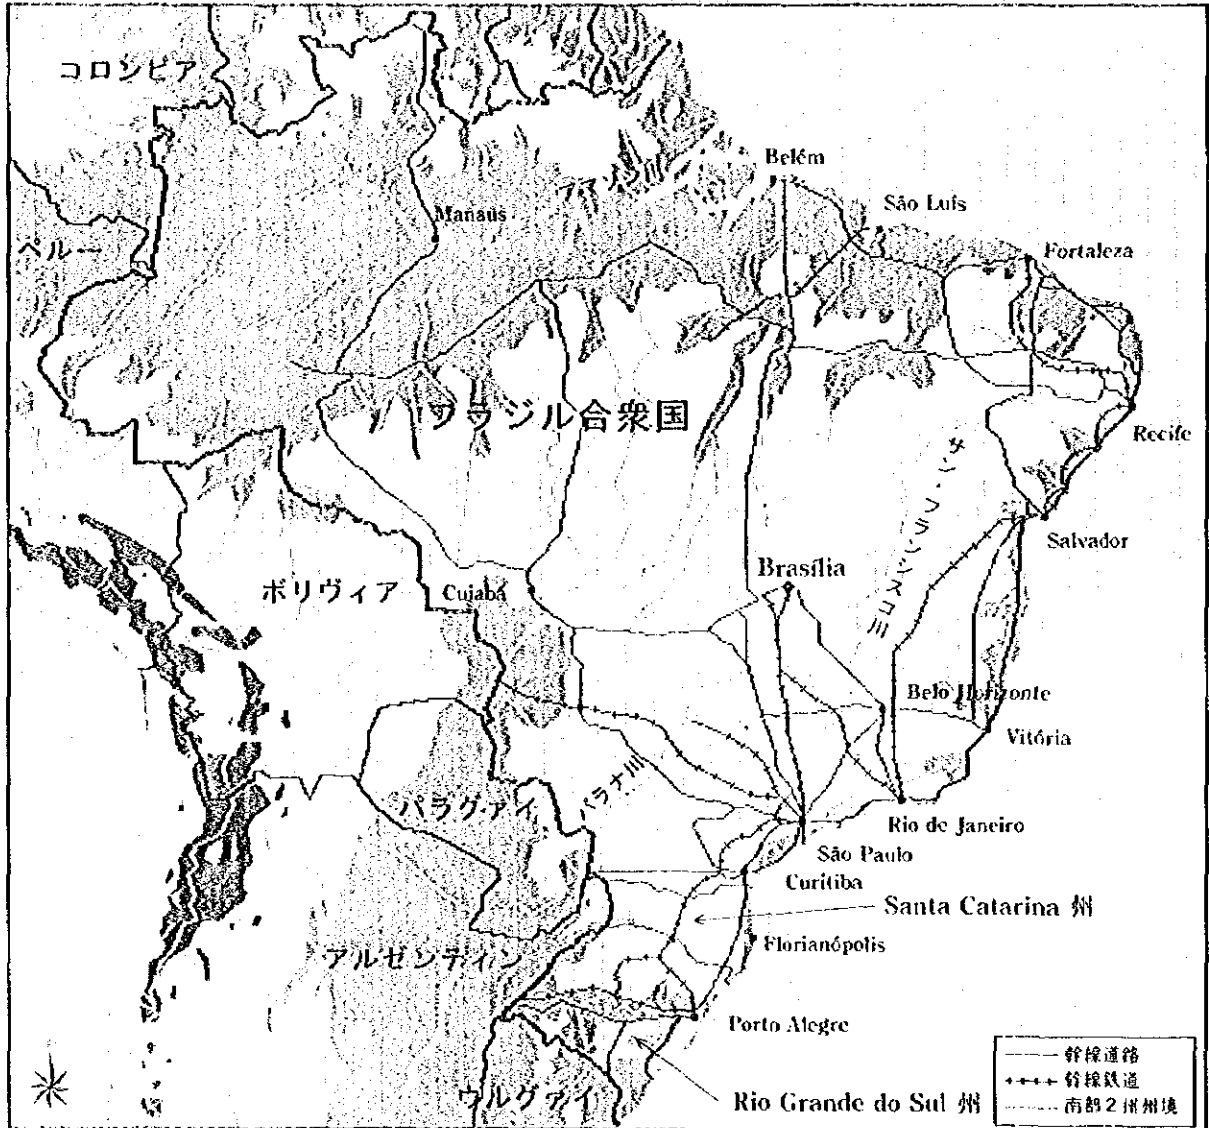 コロンビア
Belém
São Luís
Manaus
Fortaleza
ペルー
ブラジル合衆国
Recife
サン・フランシスコ川
Salvador
Brasília
ボリヴィア
Cuiabá
Belo Horizonte
Vitória
パラナ川
パラグァイ
Rio de Janeiro
São Paulo
Curitiba
Santa Catarina 州
Florianópolis
アルゼンティン
Porto Alegre
幹線道路
幹線鉄道
南部2州州境
ウルグァイ
Rio Grande do Sul 州